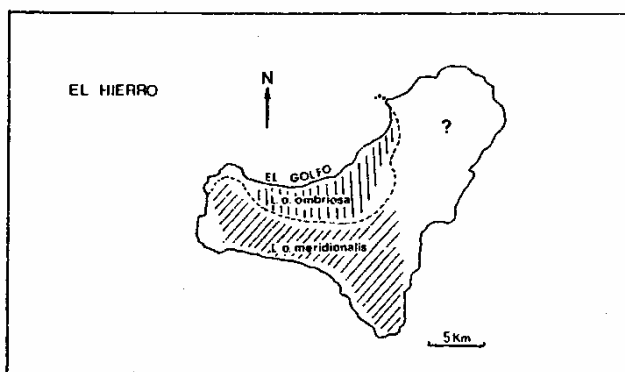 EL HIERRO
N
?
EL GOLFO
L. o. ombriosa
L. o. meridionalis
5 Km